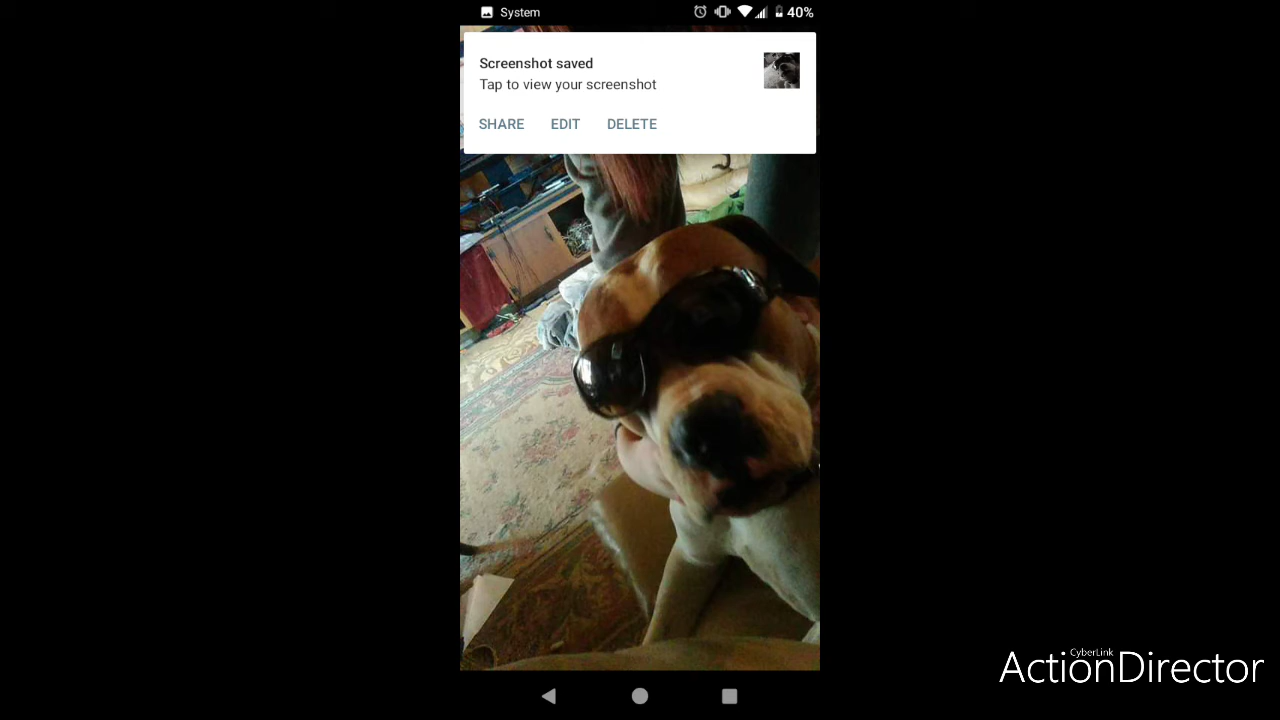 System
40%
Screenshot saved
Tap to view your screenshot
SHARE EDIT DELETE
CyberLink
ActionDirector